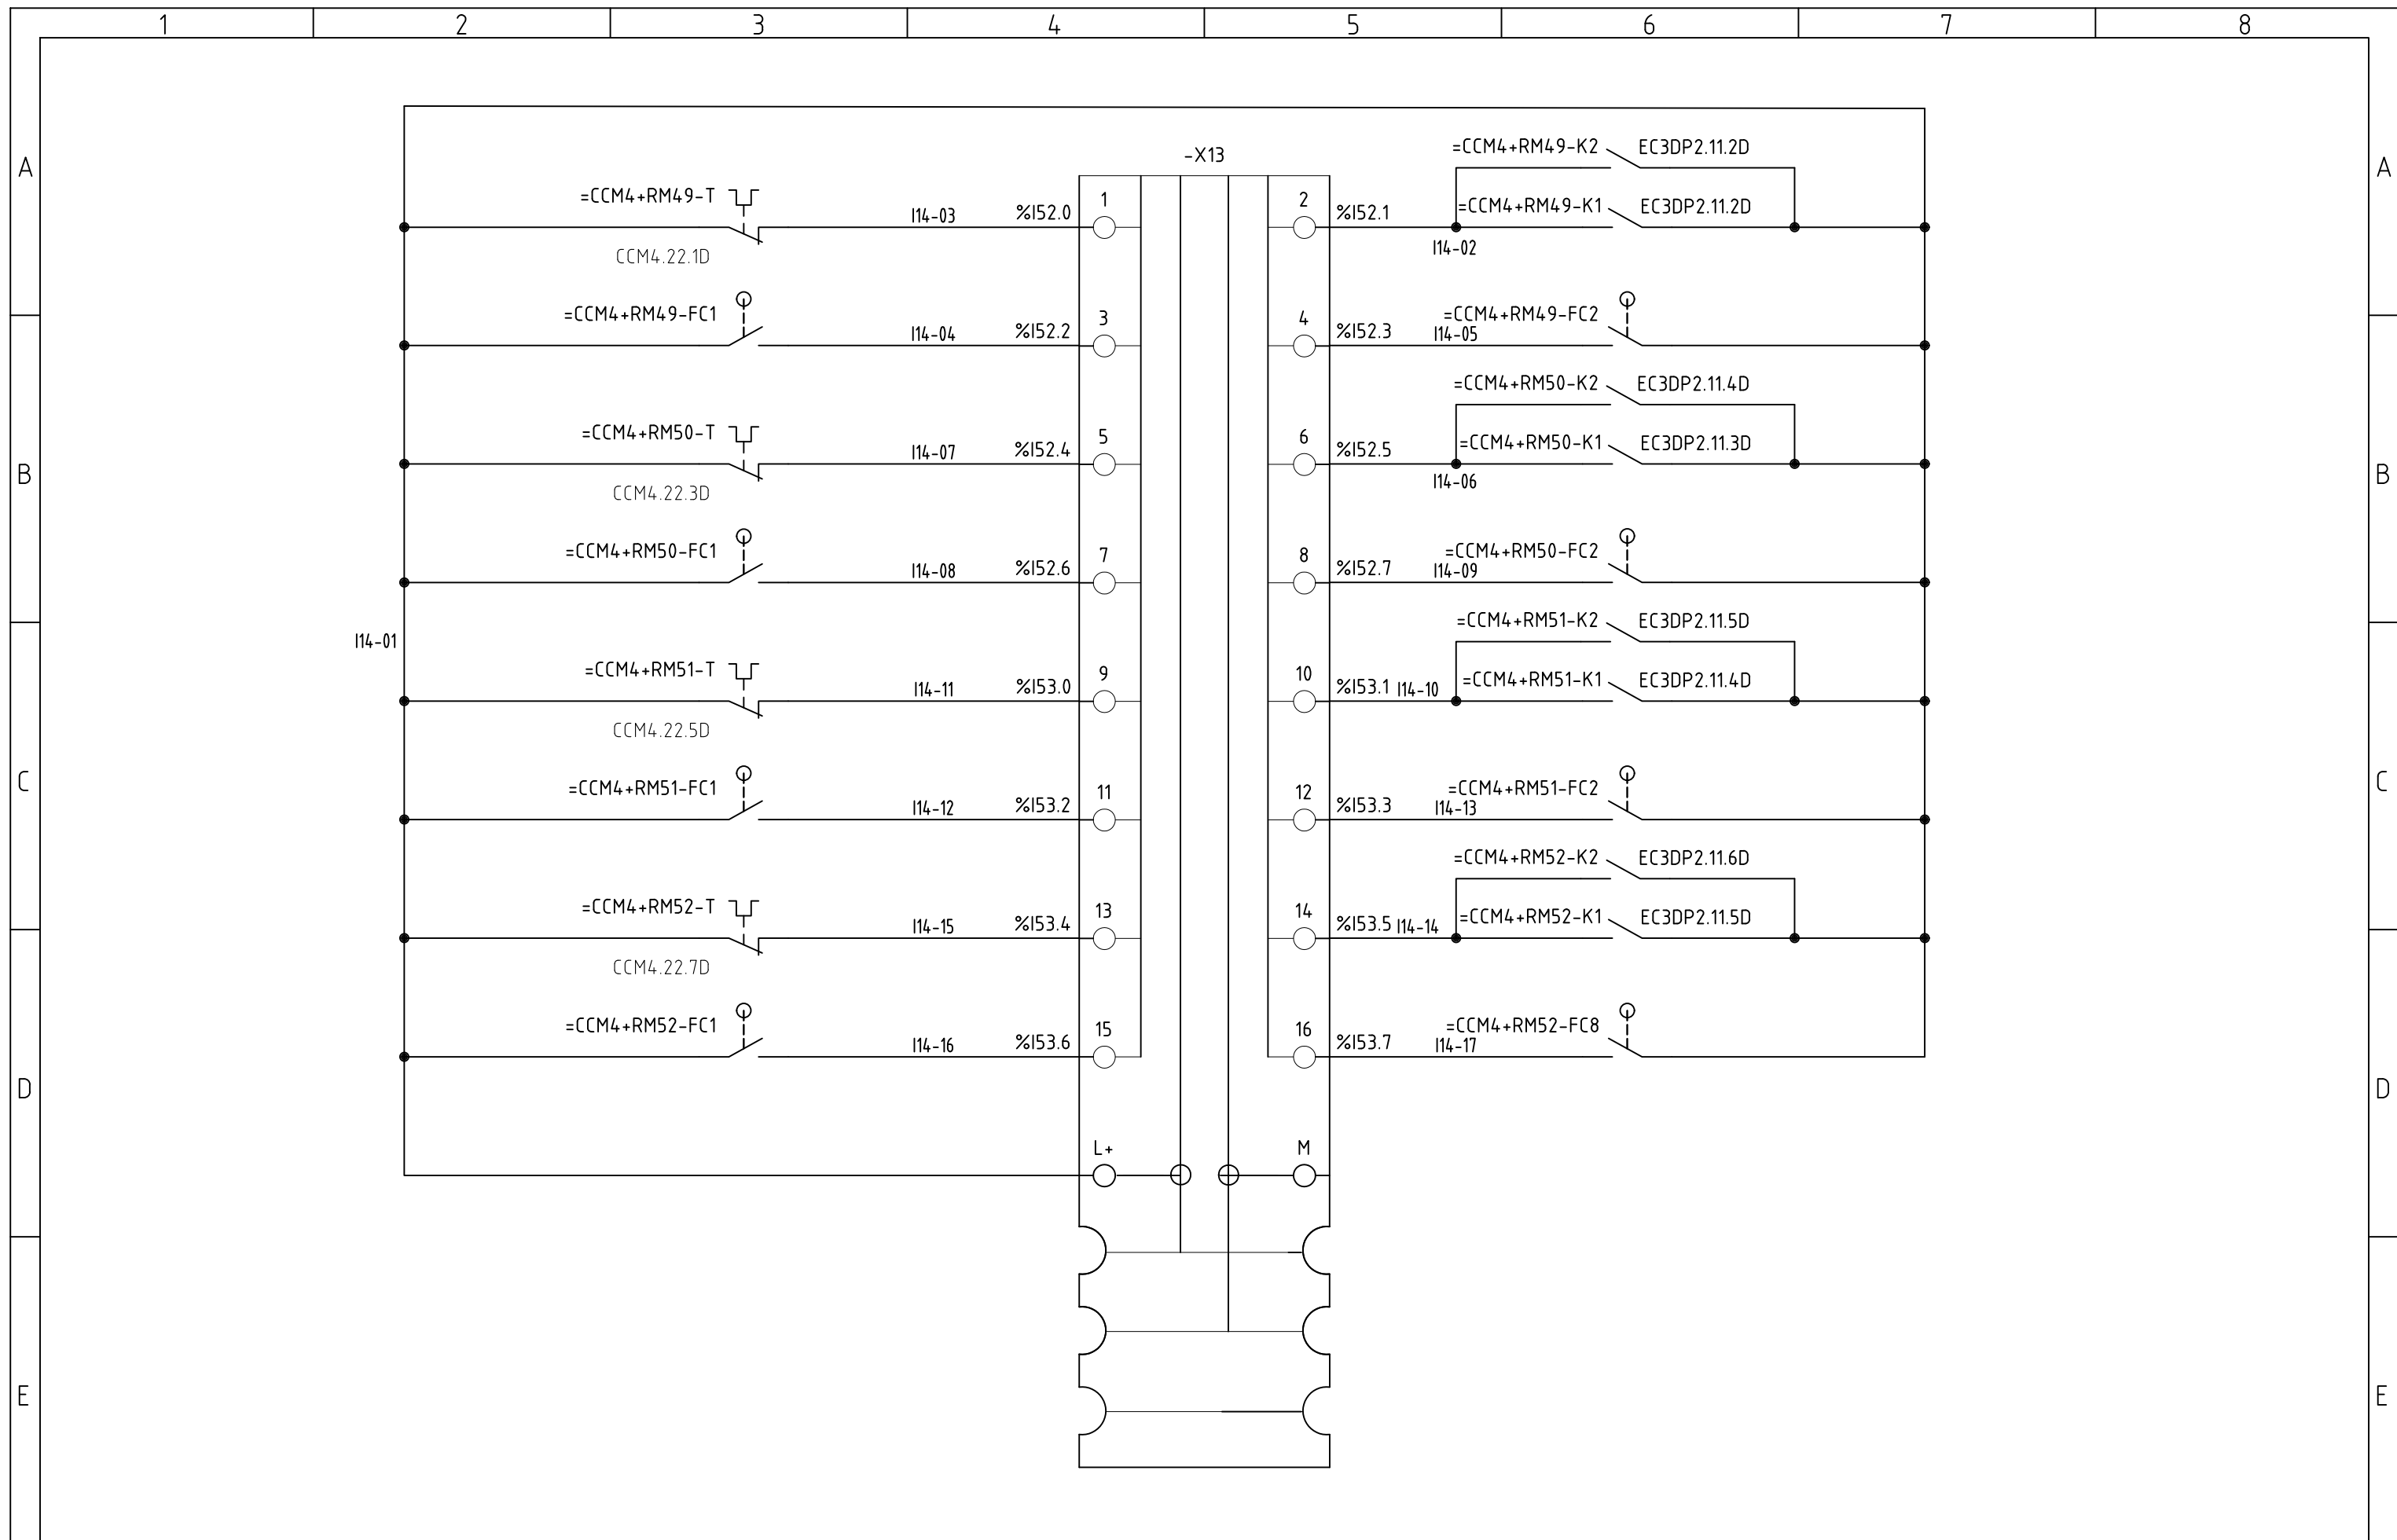 1 2 3 4 5 6 7 8
A A
-X13
=CCM4+RM49-K2 EC3DP2.11.2D
=CCM4+RM49-T I14-03 %I52.0 1 2 %I52.1 =CCM4+RM49-K1 EC3DP2.11.2D
CCM4.22.1D I14-02
=CCM4+RM49-FC1 I14-04 %I52.2 3 4 %I52.3 I14-05 =CCM4+RM49-FC2
=CCM4+RM50-K2 EC3DP2.11.4D
=CCM4+RM50-T I14-07 %I52.4 5 6 %I52.5 =CCM4+RM50-K1 EC3DP2.11.3D
B B
CCM4.22.3D I14-06
=CCM4+RM50-FC1 I14-08 %I52.6 7 8 %I52.7 I14-09 =CCM4+RM50-FC2
=CCM4+RM51-K2 EC3DP2.11.5D
I14-01
=CCM4+RM51-T I14-11 %I53.0 9 10 %I53.1 I14-10 =CCM4+RM51-K1 EC3DP2.11.4D
CCM4.22.5D
C C
=CCM4+RM51-FC1 I14-12 %I53.2 11 12 %I53.3 I14-13 =CCM4+RM51-FC2
=CCM4+RM52-K2 EC3DP2.11.6D
=CCM4+RM52-T I14-15 %I53.4 13 14 %I53.5 I14-14 =CCM4+RM52-K1 EC3DP2.11.5D
CCM4.22.7D
=CCM4+RM52-FC1 I14-16 %I53.6 15 16 %I53.7 I14-17 =CCM4+RM52-FC8
D D
L+ M
E E